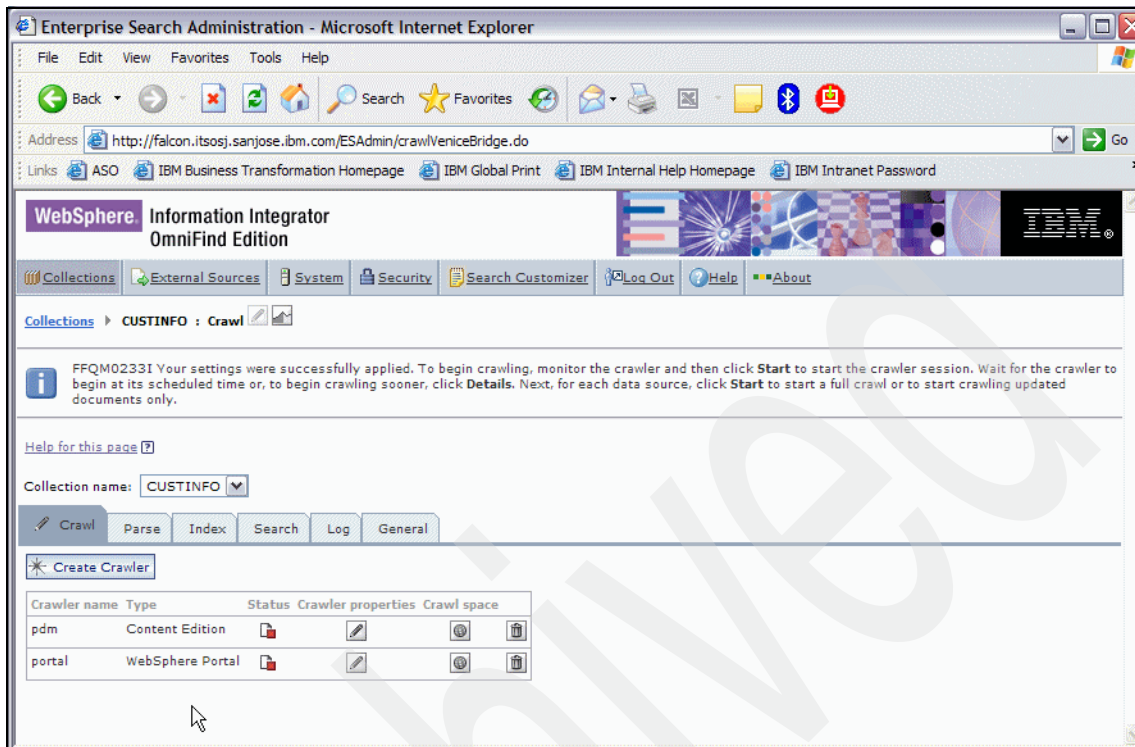 Enterprise Search Administration - Microsoft Internet Explorer
File Edit View Favorites Tools Help
Back Search Favorites
Address http://falcon.itsosj.sanjose.ibm.com/ESAdmin/crawlVeniceBridge.do Go
Links ASO IBM Business Transformation Homepage IBM Global Print IBM Internal Help Homepage IBM Intranet Password
WebSphere. Information Integrator
OmniFind Edition
IBM®
Collections External Sources System Security Search Customizer Log Out Help About
Collections CUSTINFO : Crawl
FFQM0233I Your settings were successfully applied. To begin crawling, monitor the crawler and then click Start to start the crawler session. Wait for the crawler to
begin at its scheduled time or, to begin crawling sooner, click Details. Next, for each data source, click Start to start a full crawl or to start crawling updated
documents only.
Help for this page ?
Collection name: CUSTINFO
Crawl Parse Index Search Log General
Create Crawler
Crawler name Type Status Crawler properties Crawl space
pdm Content Edition
portal WebSphere Portal
hived